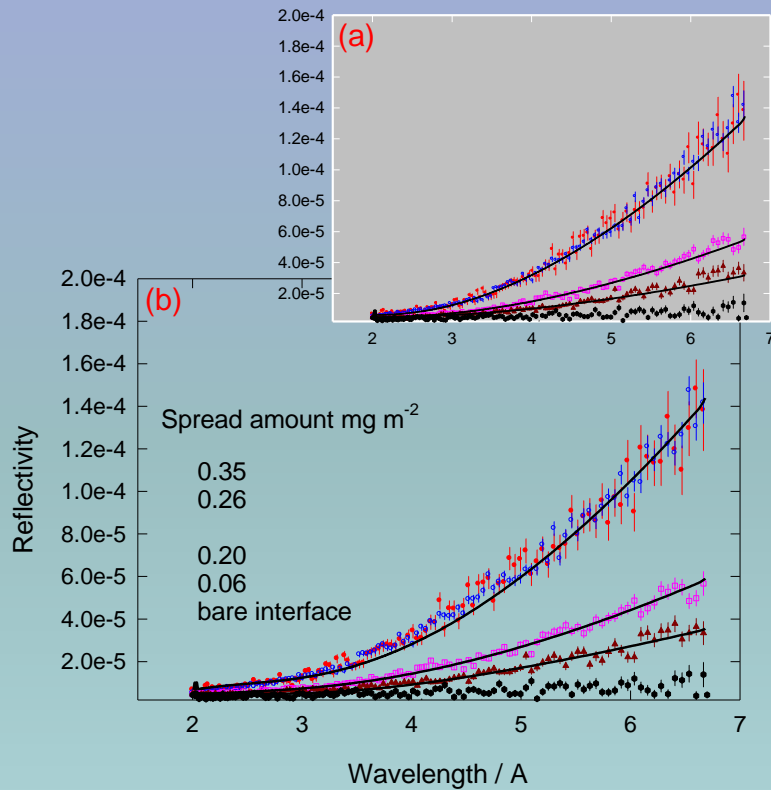 2.0e-4
1.8e-4
1.6e-4
1.4e-4
1.2e-4
1.0e-4
8.0e-5
6.0e-5
4.0e-5
2.0e-5
(a)
2 3 4 5 6 7
2.0e-4
1.8e-4
1.6e-4
1.4e-4
1.2e-4
1.0e-4
8.0e-5
6.0e-5
4.0e-5
2.0e-5
(b)
Reflectivity
Spread amount mg m⁻²
0.35
0.26
0.20
0.06
bare interface
2 3 4 5 6 7
Wavelength / A